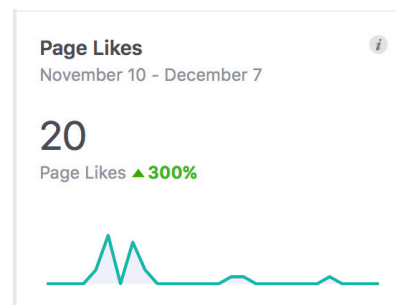 Page Likes
i
November 10 - December 7
20
Page Likes ▲300%